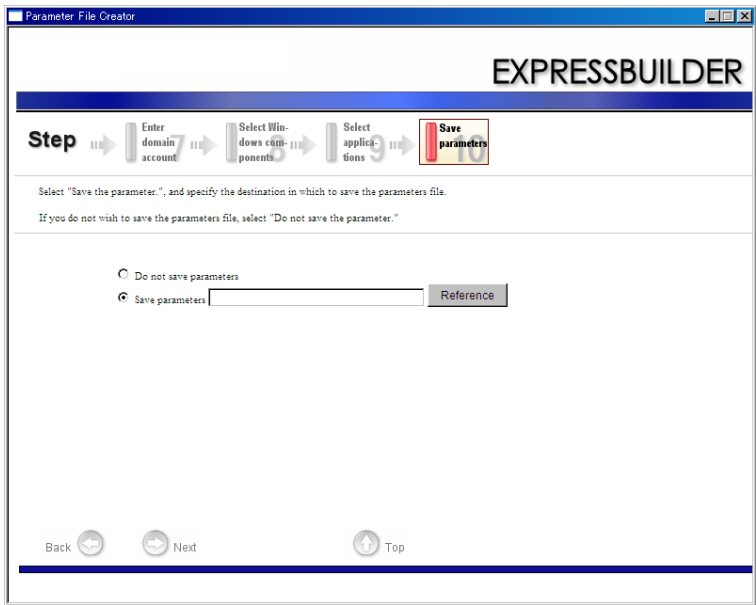 Parameter File Creator
EXPRESSBUILDER
Step
Enter
domain
account
7
Select Win-
dows com-
ponents
8
Select
applica-
tions
9
Save
parameters
10
Select "Save the parameter.", and specify the destination in which to save the parameters file.
If you do not wish to save the parameters file, select "Do not save the parameter."
Do not save parameters
Save parameters Reference
Back Next Top